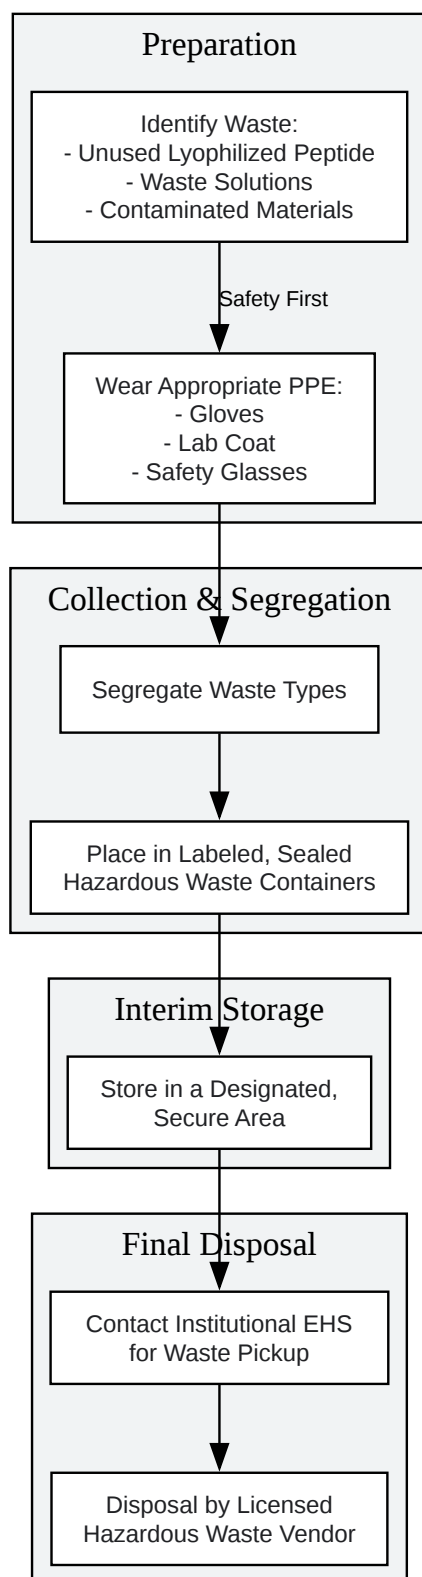 Preparation
Identify Waste:
- Unused Lyophilized Peptide
- Waste Solutions
- Contaminated Materials
Safety First
Wear Appropriate PPE:
- Gloves
- Lab Coat
- Safety Glasses
Collection & Segregation
Segregate Waste Types
Place in Labeled, Sealed
Hazardous Waste Containers
Interim Storage
Store in a Designated,
Secure Area
Final Disposal
Contact Institutional EHS
for Waste Pickup
Disposal by Licensed
Hazardous Waste Vendor